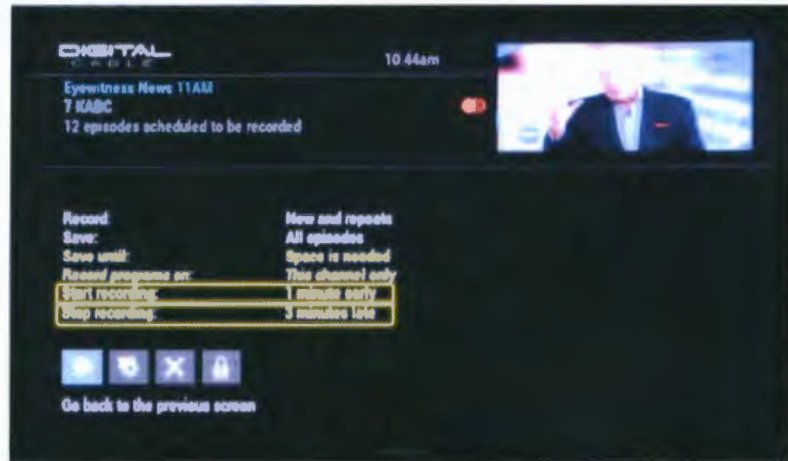 DIGITAL
CABLE
10:44am
Eyewitness News 11AM
7 KABC
12 episodes scheduled to be recorded
Record: New and repeats
Save: All episodes
Save until: Space is needed
Record programs on: This channel only
Start recording: 1 minute early
Stop recording: 3 minutes late
Go back to the previous screen